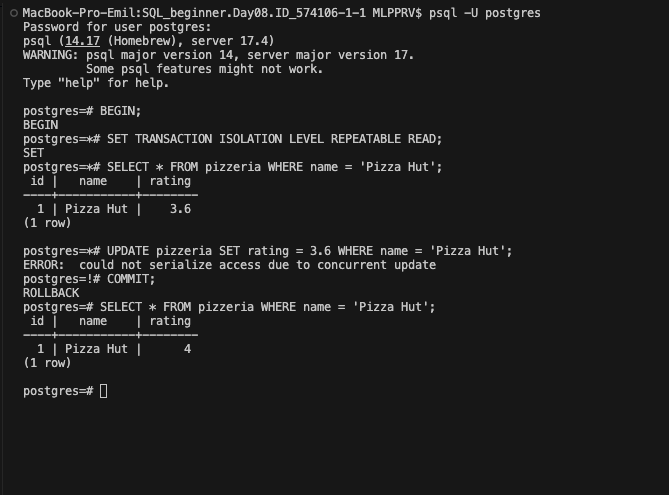 MacBook-Pro-Emil:SQL_beginner.Day08.ID_574106-1-1 MLPPRV$ psql -U postgres
Password for user postgres:
psql (14.17 (Homebrew), server 17.4)
WARNING: psql major version 14, server major version 17.
         Some psql features might not work.
Type "help" for help.

postgres=# BEGIN;
BEGIN
postgres=*# SET TRANSACTION ISOLATION LEVEL REPEATABLE READ;
SET
postgres=*# SELECT * FROM pizzeria WHERE name = 'Pizza Hut';
 id |   name    | rating
----+-----------+--------
  1 | Pizza Hut |    3.6
(1 row)

postgres=*# UPDATE pizzeria SET rating = 3.6 WHERE name = 'Pizza Hut';
ERROR:  could not serialize access due to concurrent update
postgres=!# COMMIT;
ROLLBACK
postgres=# SELECT * FROM pizzeria WHERE name = 'Pizza Hut';
 id |   name    | rating
----+-----------+--------
  1 | Pizza Hut |      4
(1 row)

postgres=#